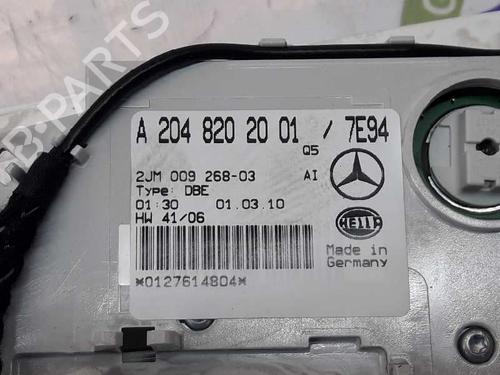 A 204 820 20 01 / 7E94
Q5
2JM 009 268-03 AI
Type: DBE
01:30 01.03.10
HW 41/06
HELLA
Made in
Germany
*0127614804*
B-PARTS